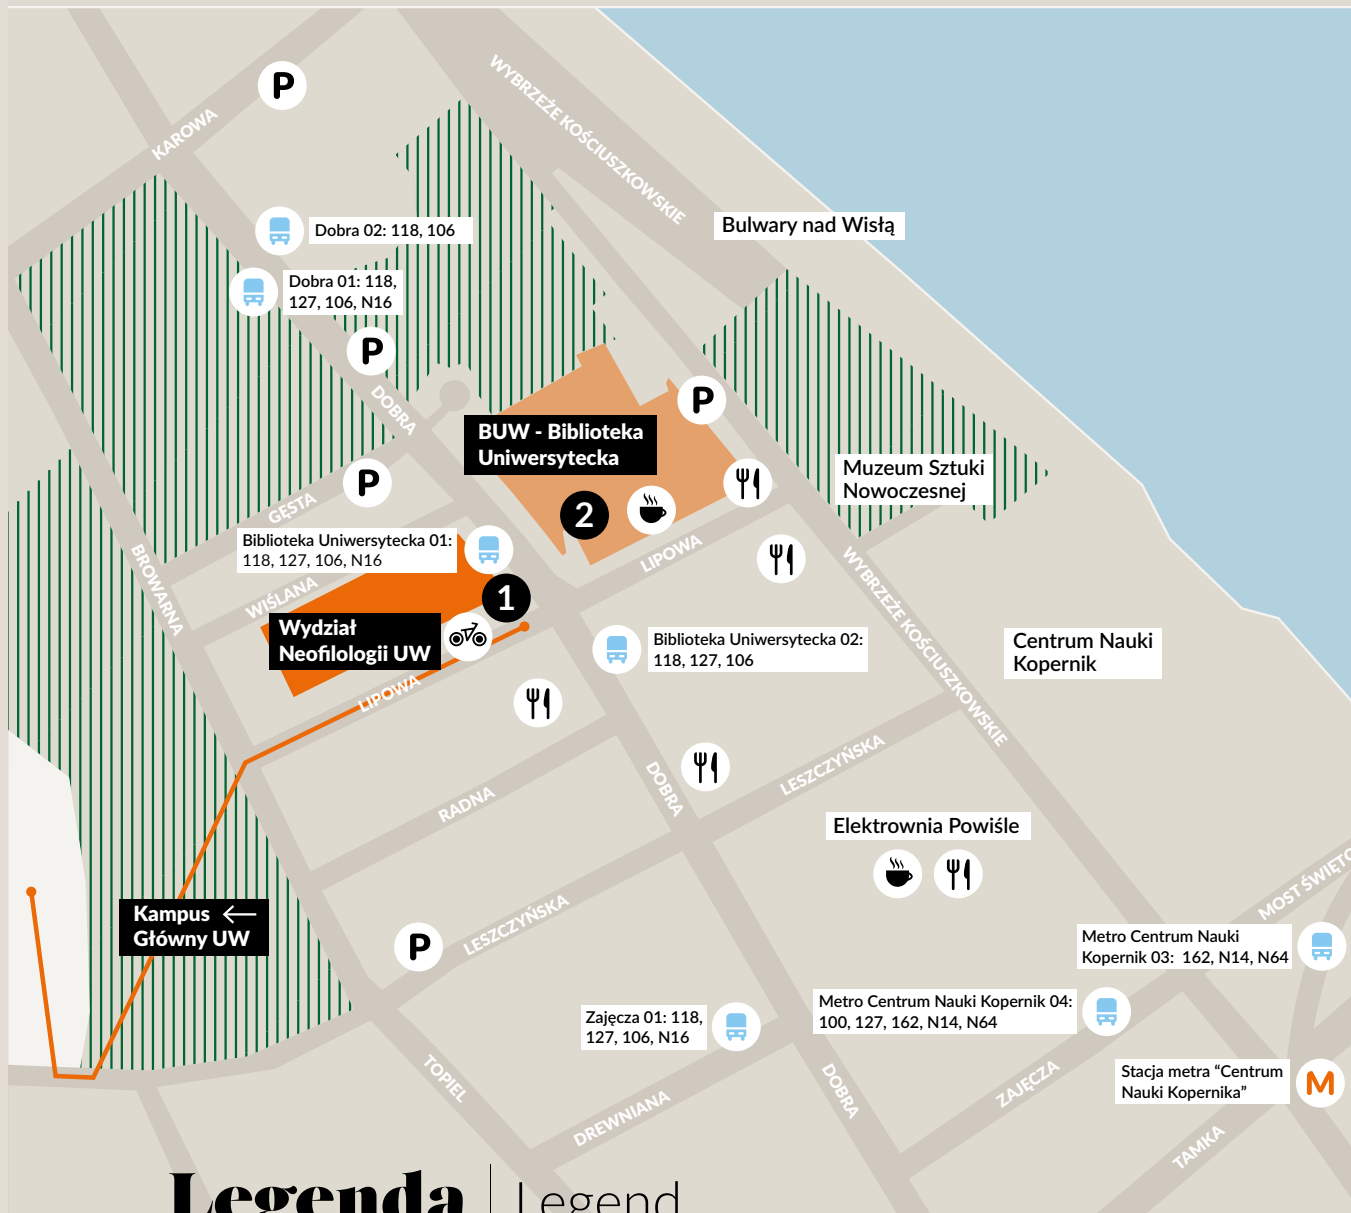 P
KAROWA
WYBRZEŻE KOŚCIUSZKOWSKIE
Bulwary nad Wisłą
Dobra 02: 118, 106
Dobra 01: 118,
127, 106, N16
P
DOBRA
P
BUW - Biblioteka
Uniwersytecka
Muzeum Sztuki
Nowoczesnej
P
GĘSTA
2
Biblioteka Uniwersytecka 01:
118, 127, 106, N16
LIPOWA
BROWARNA
WIŚLANA
1
WYBRZEŻE KOŚCIUSZKOWSKIE
Wydział
Neofilologii UW
Biblioteka Uniwersytecka 02:
118, 127, 106
Centrum Nauki
Kopernik
LIPOWA
RADNA
DOBRA
LESZCZYŃSKA
Elektrownia Powiśle
Kampus ←
Główny UW
P
LESZCZYŃSKA
MOST ŚWIĘTO
Metro Centrum Nauki
Kopernik 03: 162, N14, N64
Metro Centrum Nauki Kopernik 04:
100, 127, 162, N14, N64
Zajęcza 01: 118,
127, 106, N16
Stacja metra “Centrum
Nauki Kopernika”
M
TOPIEL
DREWNIANA
DOBRA
ZAJĘCZA
TAMKA
Legenda | Legend